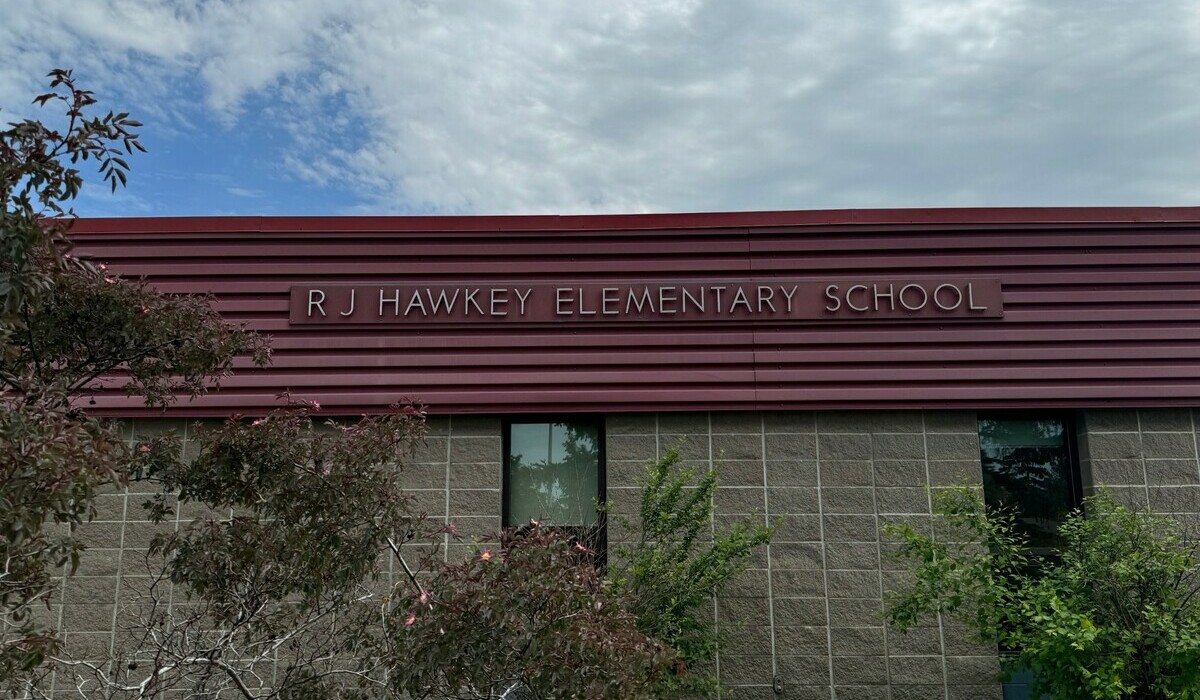 R J HAWKEY ELEMENTARY SCHOOL